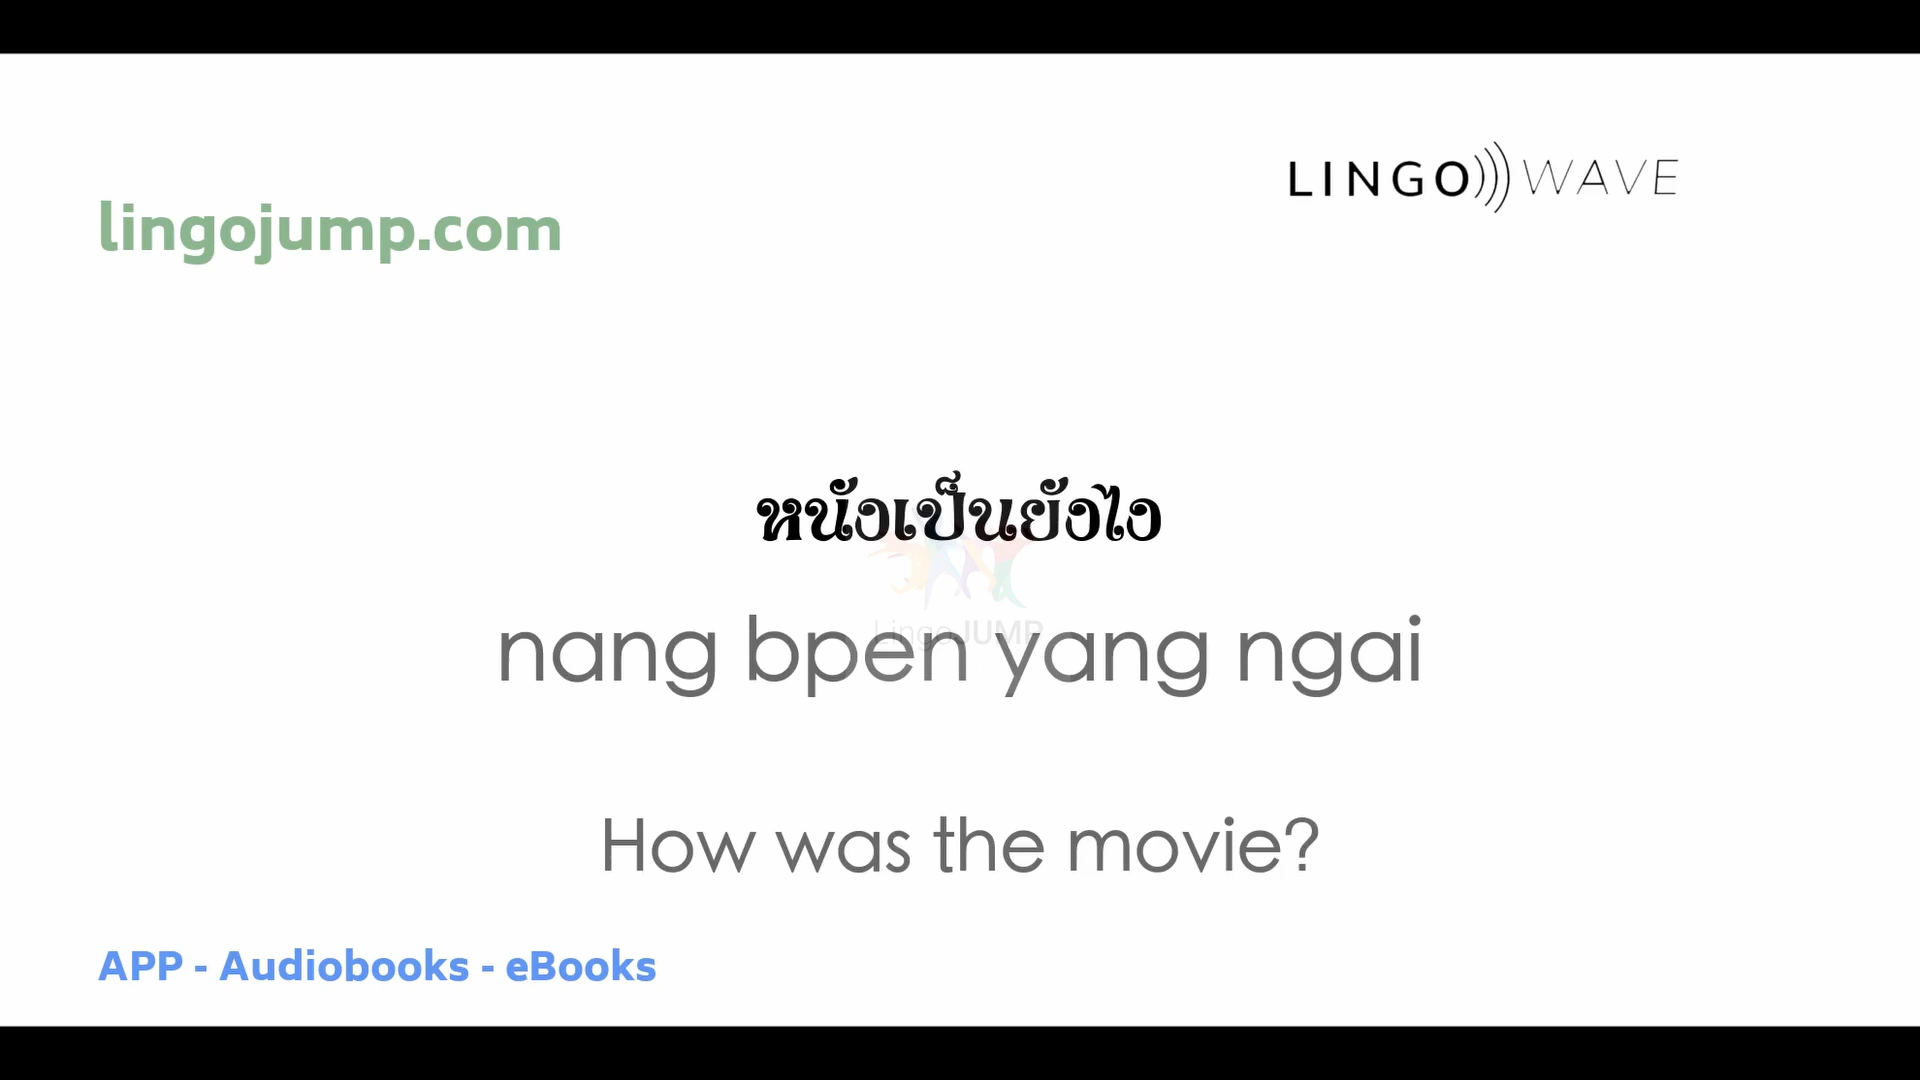 lingojump.com
LINGO WAVE
หนังเป็นยังไง
nang bpen yang ngai
LingoJUMP
How was the movie?
APP - Audiobooks - eBooks